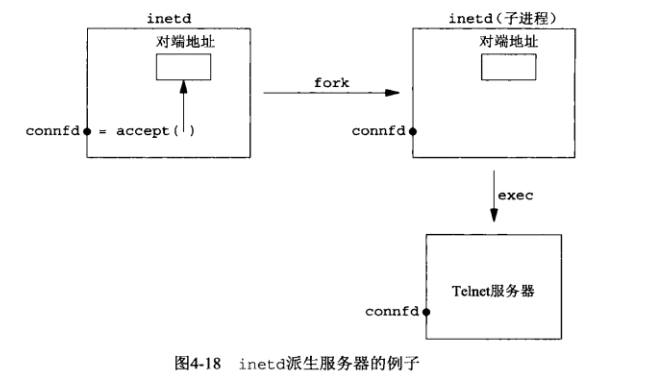 inetd
对端地址
connfd = accept( )
fork
inetd(子进程)
对端地址
connfd
exec
Telnet服务器
connfd
图4-18 inetd派生服务器的例子